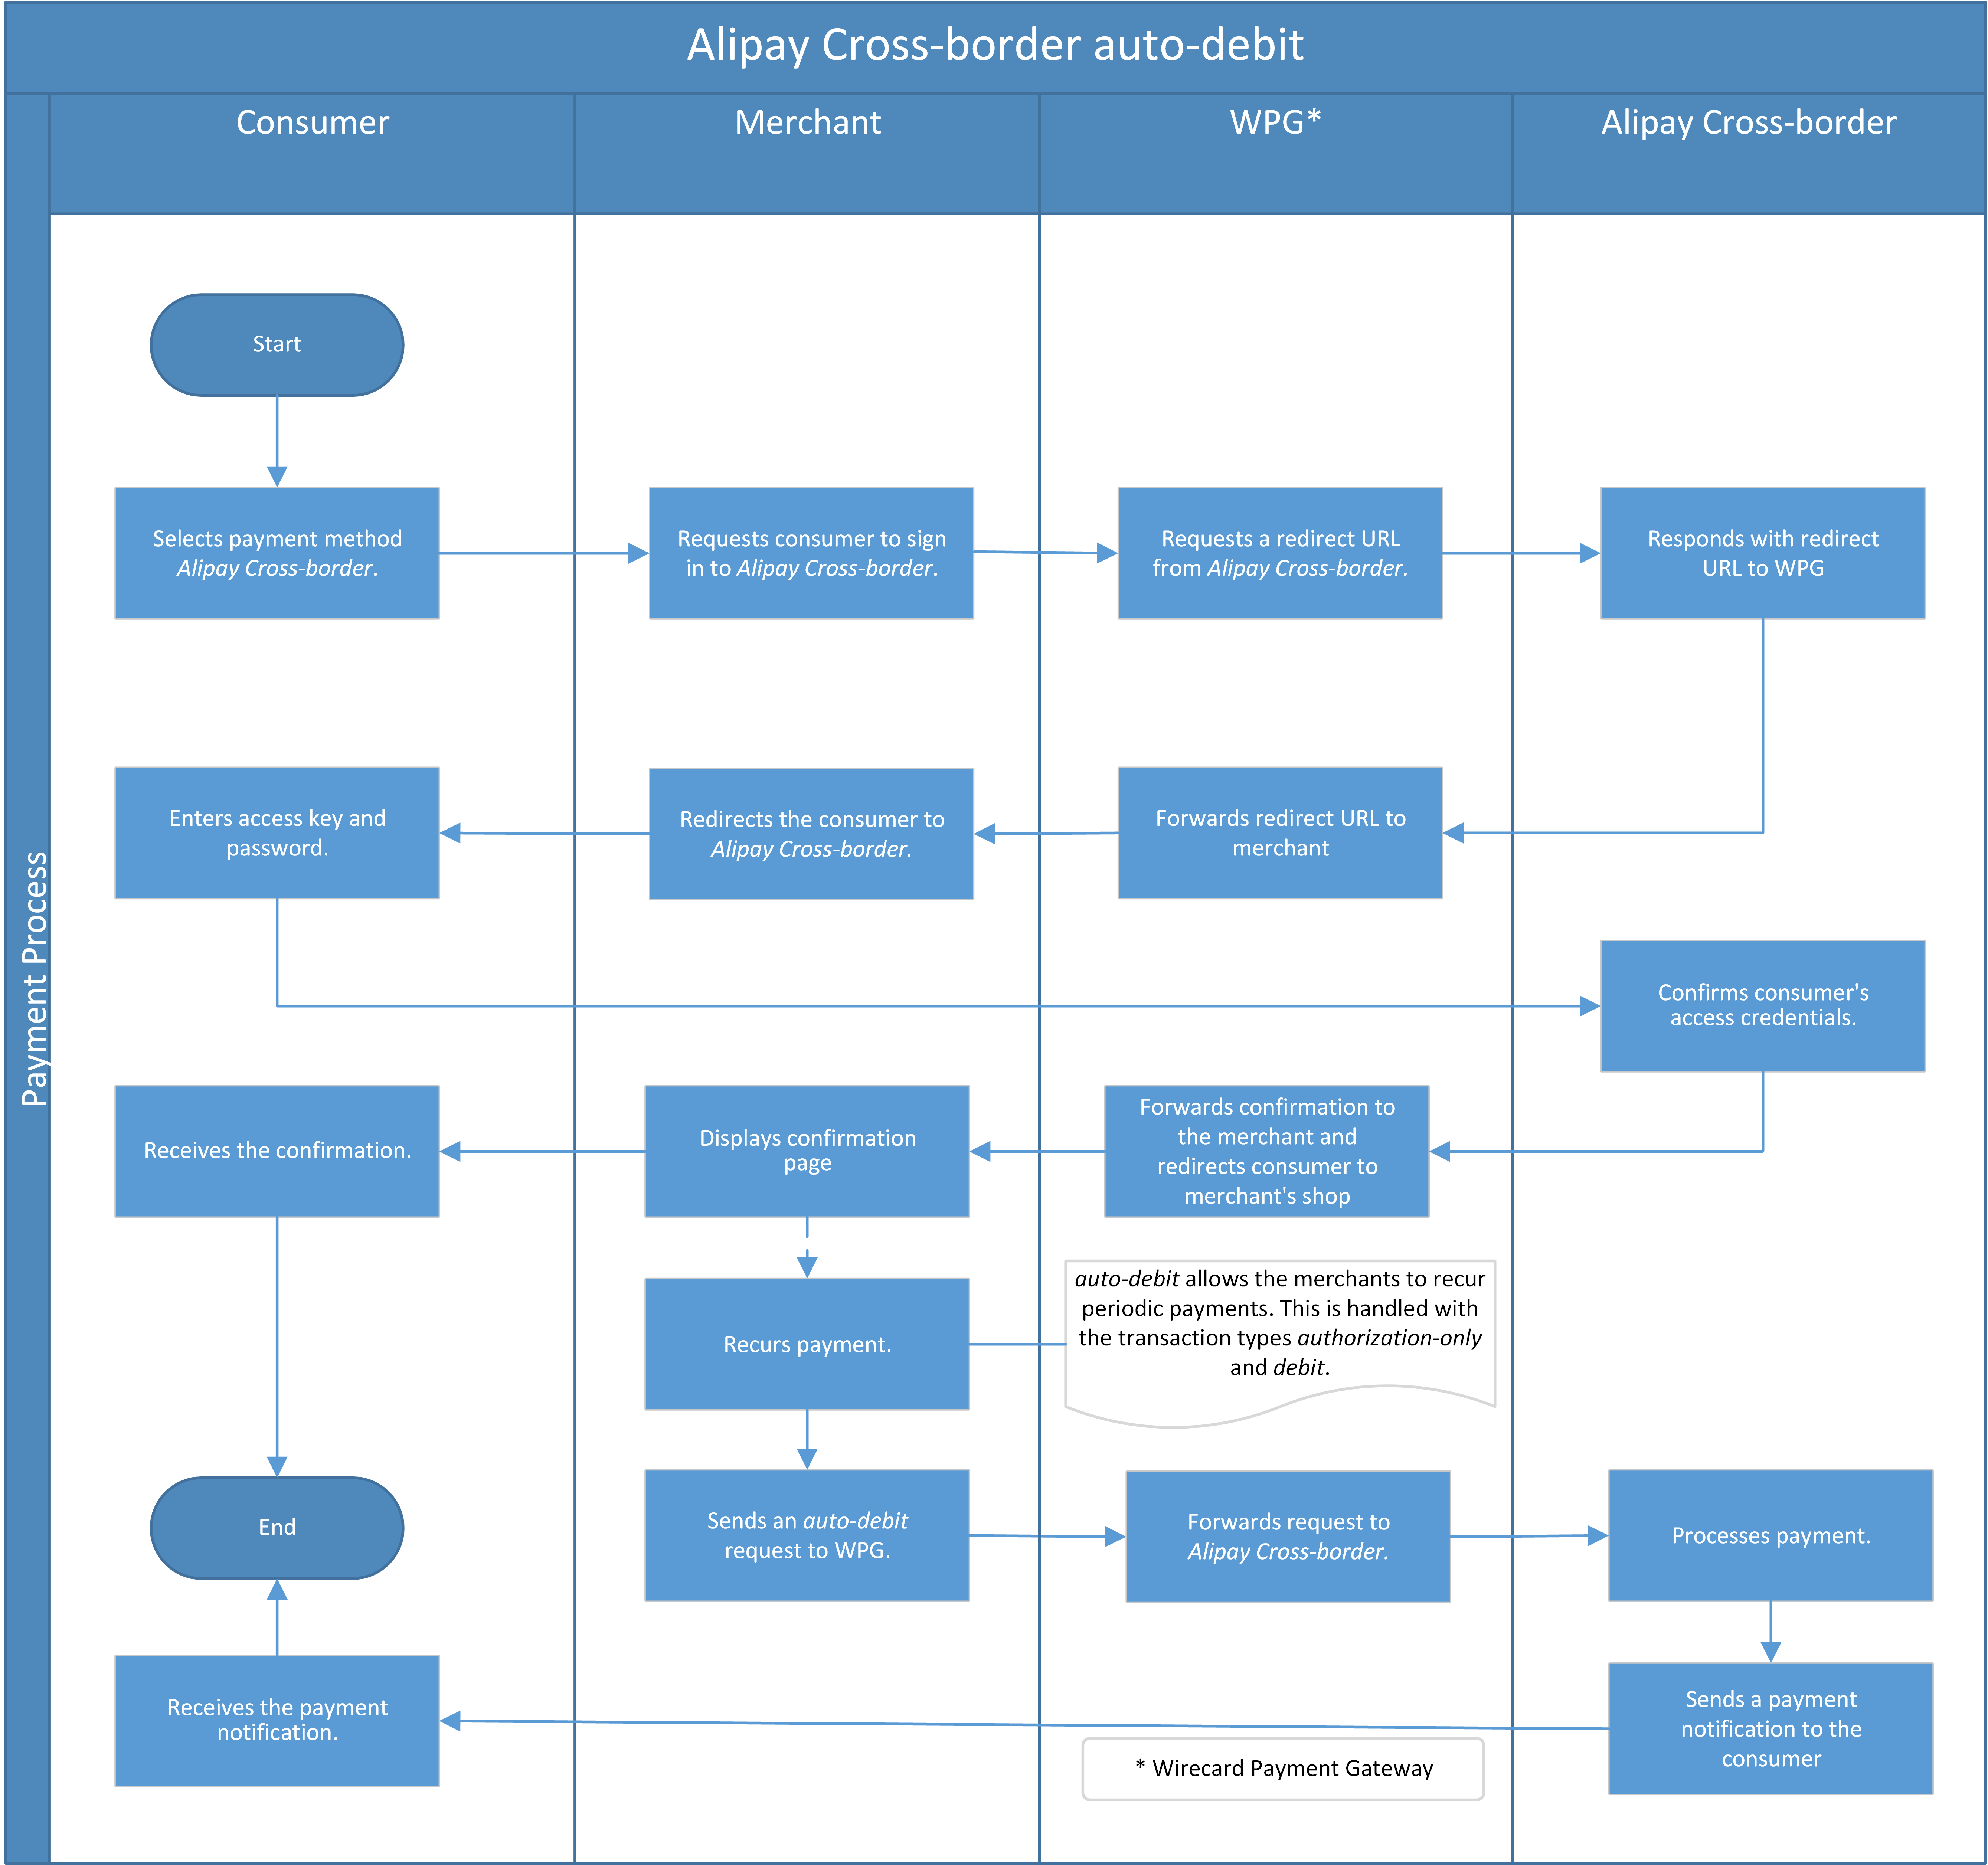 Alipay Cross-border auto-debit
Payment Process
Consumer
Merchant
WPG*
Alipay Cross-border
Start
Selects payment method
Alipay Cross-border.
Requests consumer to sign
in to Alipay Cross-border.
Requests a redirect URL
from Alipay Cross-border.
Responds with redirect
URL to WPG
Enters access key and
password.
Redirects the consumer to
Alipay Cross-border.
Forwards redirect URL to
merchant
Confirms consumer's
access credentials.
Receives the confirmation.
Displays confirmation
page
Forwards confirmation to
the merchant and
redirects consumer to
merchant's shop
Recurs payment.
auto-debit allows the merchants to recur
periodic payments. This is handled with
the transaction types authorization-only
and debit.
End
Sends an auto-debit
request to WPG.
Forwards request to
Alipay Cross-border.
Processes payment.
Receives the payment
notification.
Sends a payment
notification to the
consumer
* Wirecard Payment Gateway